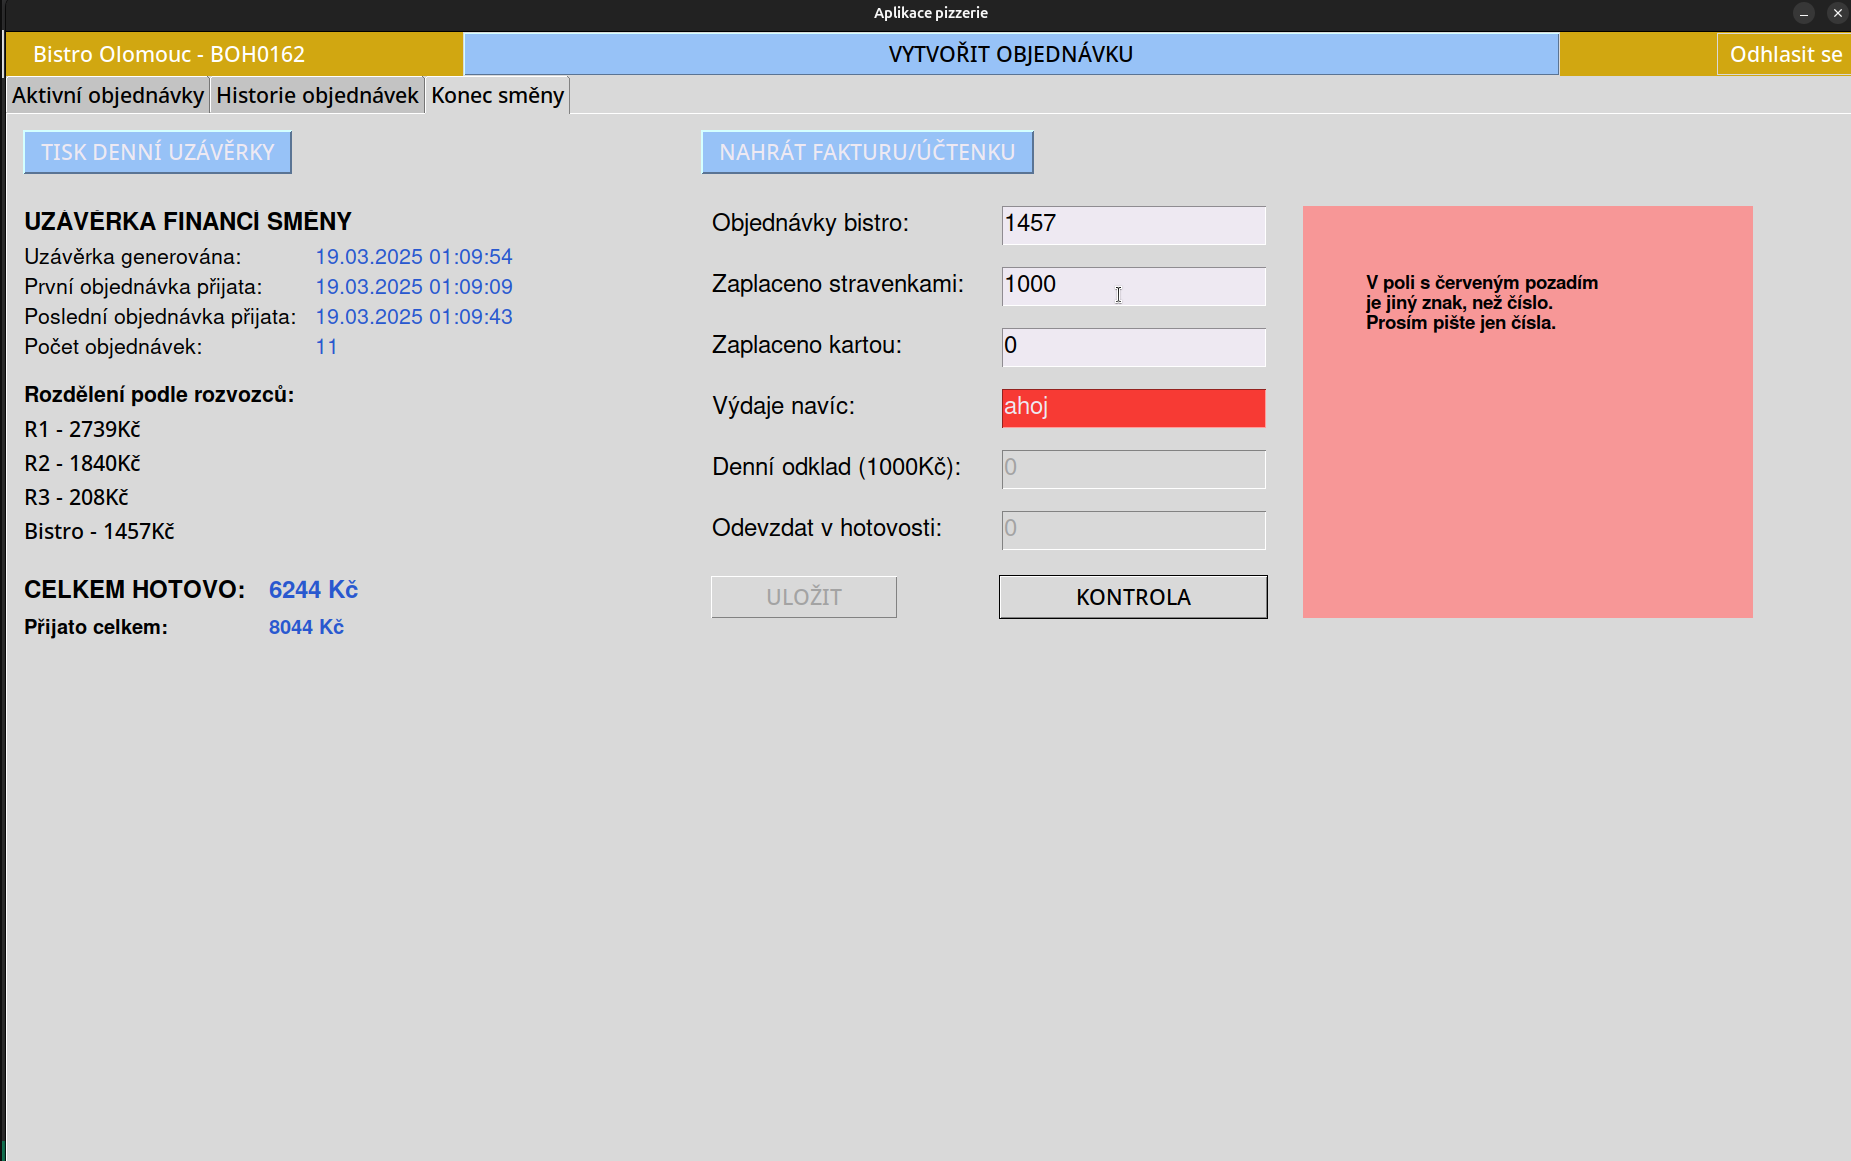 Aplikace pizzerie
Bistro Olomouc - BOH0162
VYTVOŘIT OBJEDNÁVKU
Odhlasit se
Aktivní objednávky
Historie objednávek
Konec směny
TISK DENNÍ UZÁVĚRKY
NAHRÁT FAKTURU/ÚČTENKU
UZÁVĚRKA FINANCÍ SMĚNY
Uzávěrka generována: 19.03.2025 01:09:54
První objednávka přijata: 19.03.2025 01:09:09
Poslední objednávka přijata: 19.03.2025 01:09:43
Počet objednávek: 11
Rozdělení podle rozvozců:
R1 - 2739Kč
R2 - 1840Kč
R3 - 208Kč
Bistro - 1457Kč
CELKEM HOTOVO: 6244 Kč
Přijato celkem: 8044 Kč
Objednávky bistro: 1457
Zaplaceno stravenkami: 1000
Zaplaceno kartou: 0
Výdaje navíc: ahoj
Denní odklad (1000Kč): 0
Odevzdat v hotovosti: 0
ULOŽIT
KONTROLA
V poli s červeným pozadím
je jiný znak, než číslo.
Prosím pište jen čísla.